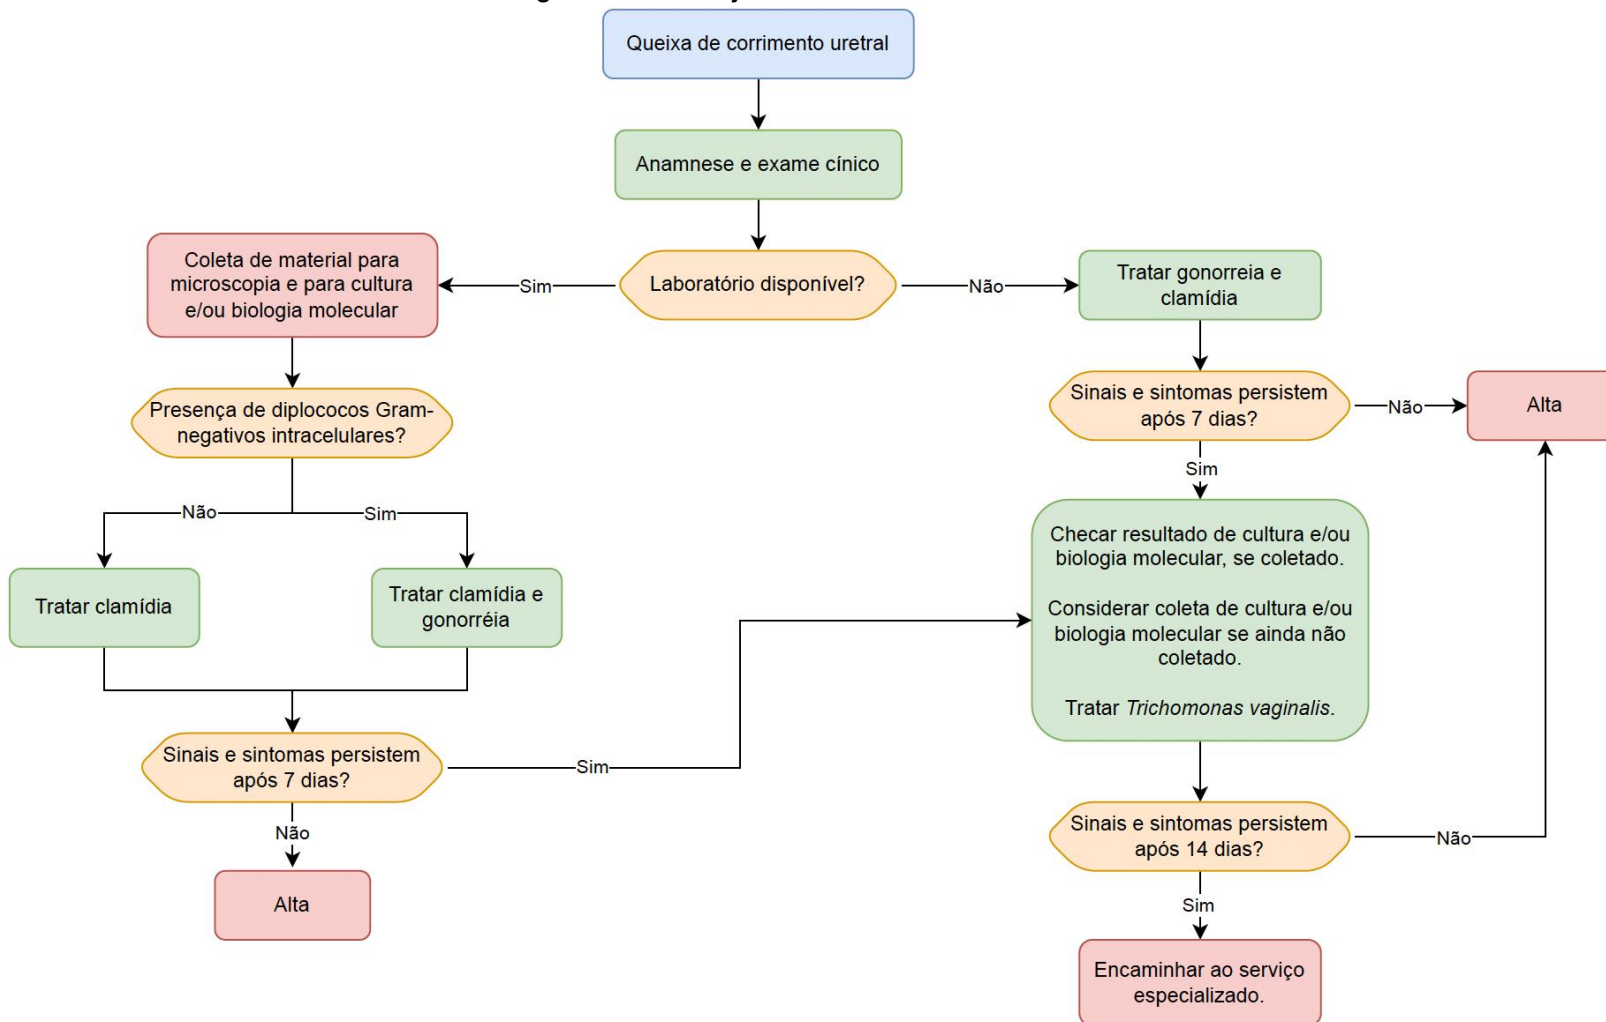 Queixa de corrimento uretral
Anamnese e exame cínico
Laboratório disponível?
Sim
Não
Coleta de material para
microscopia e para cultura
e/ou biologia molecular
Tratar gonorreia e
clamídia
Presença de diplococos Gram-
negativos intracelulares?
Sinais e sintomas persistem
após 7 dias?
Não
Alta
Sim
Não
Sim
Tratar clamídia
Tratar clamídia e
gonorréia
Checar resultado de cultura e/ou
biologia molecular, se coletado.
Considerar coleta de cultura e/ou
biologia molecular se ainda não
coletado.
Tratar Trichomonas vaginalis.
Sinais e sintomas persistem
após 7 dias?
Sim
Não
Alta
Sinais e sintomas persistem
após 14 dias?
Não
Sim
Encaminhar ao serviço
especializado.